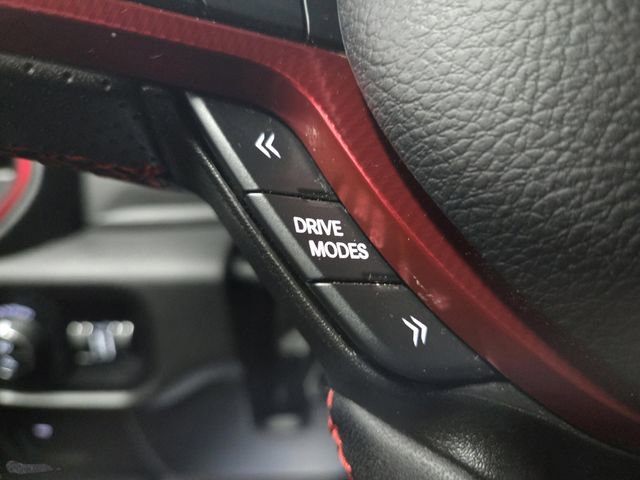 «
DRIVE
MODES
»